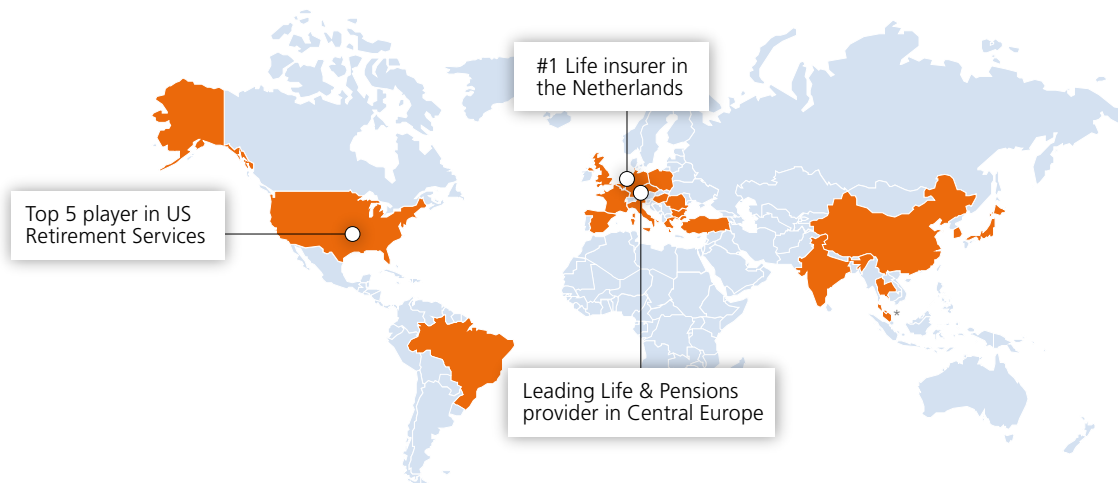 #1 Life insurer in
the Netherlands
Top 5 player in US
Retirement Services
*
Leading Life & Pensions
provider in Central Europe